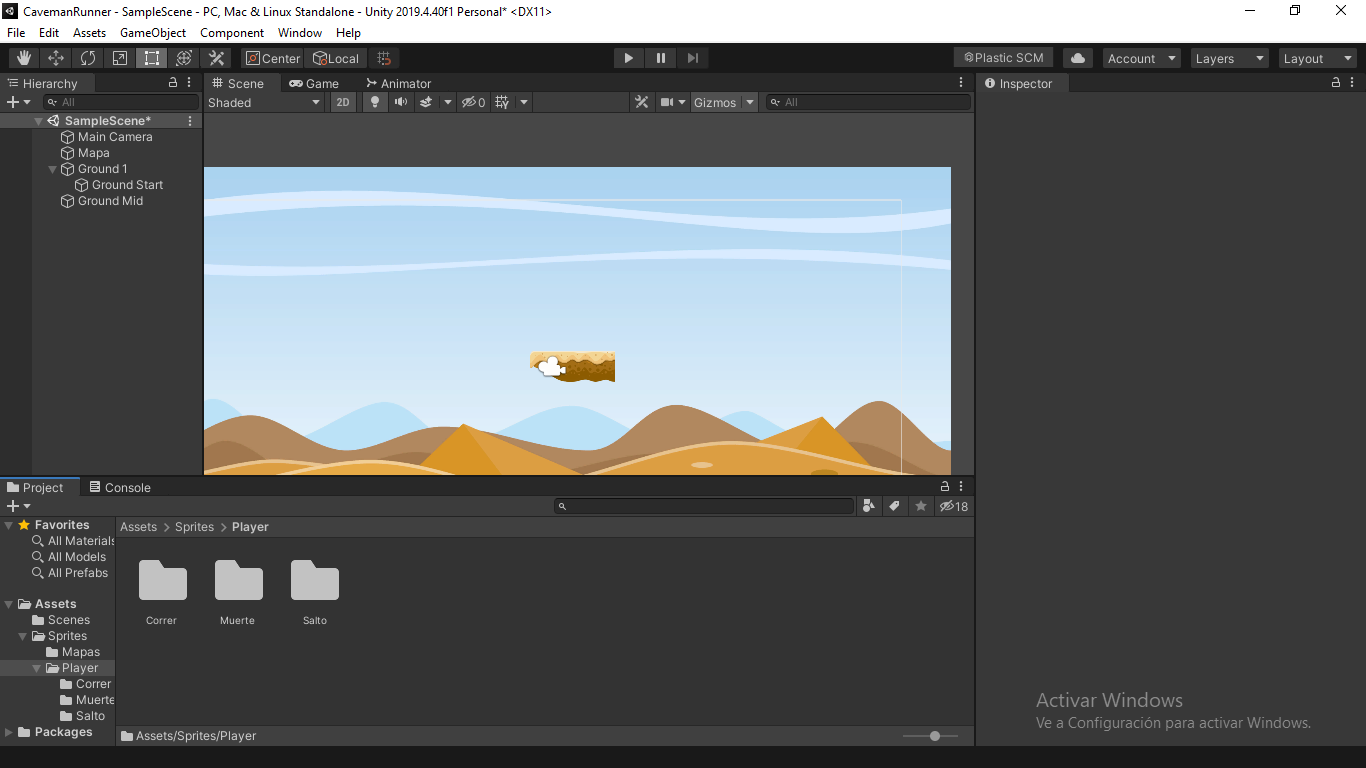 CavemanRunner - SampleScene - PC, Mac & Linux Standalone - Unity 2019.4.40f1 Personal* <DX11>
File Edit Assets GameObject Component Window Help
Center Local Plastic SCM Account Layers Layout
Hierarchy Scene Game Animator Inspector
All Shaded 2D 0 Gizmos All
SampleScene*
Main Camera
Mapa
Ground 1
Ground Start
Ground Mid
Project Console
18
Favorites
All Materials
All Models
All Prefabs
Assets
Scenes
Sprites
Mapas
Player
Correr
Muerte
Salto
Packages
Assets > Sprites > Player
Correr Muerte Salto
Assets/Sprites/Player
Activar Windows
Ve a Configuración para activar Windows.